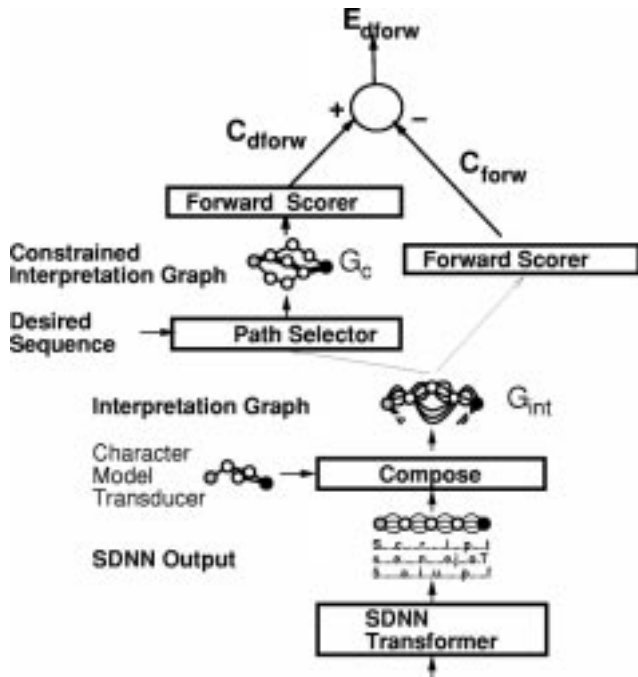 E_dforw
+
−
C_dforw
C_forw
Forward Scorer
Constrained
Interpretation Graph
G_c
Forward Scorer
Desired
Sequence
Path Selector
Interpretation Graph
G_int
Character
Model
Transducer
Compose
SDNN Output
S....c....r....i....p....t
SDNN
Transformer